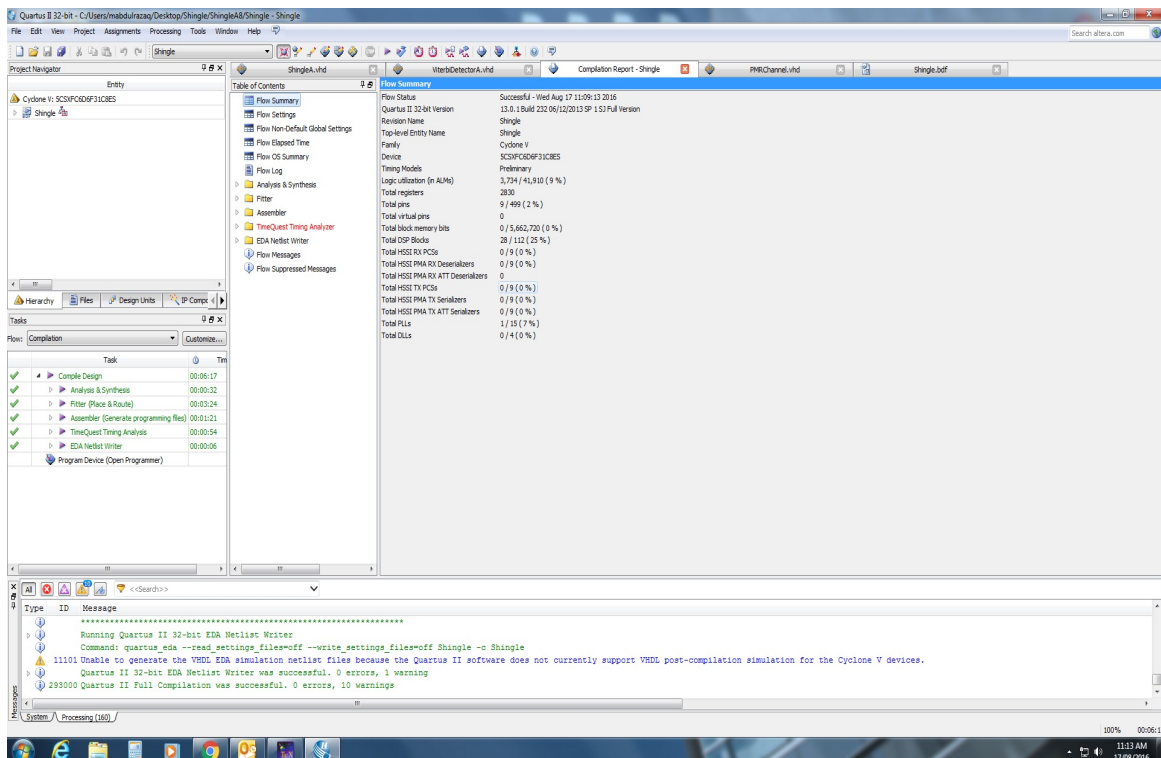 Quartus II 32-bit - C:/Users/mabdulrazaq/Desktop/Shingle/ShingleA8/Shingle - Shingle
File Edit View Project Assignments Processing Tools Window Help
Search altera.com
Shingle
Project Navigator
Entity
Cyclone V: 5CSXFC6D6F31C8ES
Shingle
Hierarchy Files Design Units IP Compc
Tasks
Flow: Compilation Customize...
Task Tim
Compile Design 00:06:17
Analysis & Synthesis 00:00:32
Fitter (Place & Route) 00:03:24
Assembler (Generate programming files) 00:01:21
TimeQuest Timing Analysis 00:00:54
EDA Netlist Writer 00:00:06
Program Device (Open Programmer)
ShingleA.vhd ViterbiDetectorA.vhd Compilation Report - Shingle PMRChannel.vhd Shingle.bdf
Table of Contents
Flow Summary
Flow Settings
Flow Non-Default Global Settings
Flow Elapsed Time
Flow OS Summary
Flow Log
Analysis & Synthesis
Fitter
Assembler
TimeQuest Timing Analyzer
EDA Netlist Writer
Flow Messages
Flow Suppressed Messages
Flow Summary
Flow Status Successful - Wed Aug 17 11:09:13 2016
Quartus II 32-bit Version 13.0.1 Build 232 06/12/2013 SP 1 SJ Full Version
Revision Name Shingle
Top-level Entity Name Shingle
Family Cyclone V
Device 5CSXFC6D6F31C8ES
Timing Models Preliminary
Logic utilization (in ALMs) 3,734 / 41,910 ( 9 % )
Total registers 2830
Total pins 9 / 499 ( 2 % )
Total virtual pins 0
Total block memory bits 0 / 5,662,720 ( 0 % )
Total DSP Blocks 28 / 112 ( 25 % )
Total HSSI RX PCSs 0 / 9 ( 0 % )
Total HSSI PMA RX Deserializers 0 / 9 ( 0 % )
Total HSSI PMA RX ATT Deserializers 0
Total HSSI TX PCSs 0 / 9 ( 0 % )
Total HSSI PMA TX Serializers 0 / 9 ( 0 % )
Total HSSI PMA TX ATT Serializers 0 / 9 ( 0 % )
Total PLLs 1 / 15 ( 7 % )
Total DLLs 0 / 4 ( 0 % )
All <<Search>>
Type ID Message
*******************************************************************
Running Quartus II 32-bit EDA Netlist Writer
Command: quartus_eda --read_settings_files=off --write_settings_files=off Shingle -c Shingle
11101 Unable to generate the VHDL EDA simulation netlist files because the Quartus II software does not currently support VHDL post-compilation simulation for the Cyclone V devices.
Quartus II 32-bit EDA Netlist Writer was successful. 0 errors, 1 warning
293000 Quartus II Full Compilation was successful. 0 errors, 10 warnings
Messages
System Processing (160)
100% 00:06:1
11:13 AM
17/08/2016